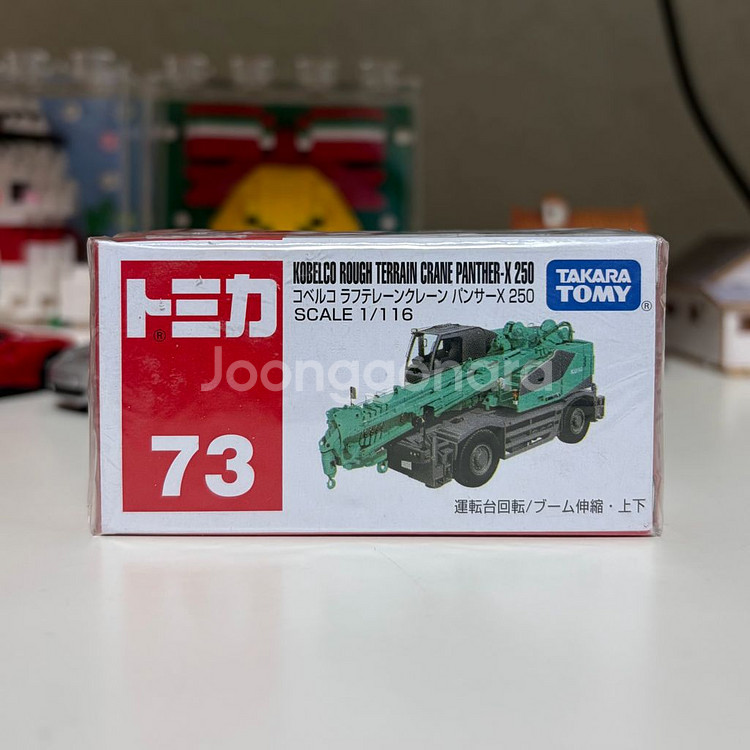 トミカ
®
73
KOBELCO ROUGH TERRAIN CRANE PANTHER-X 250
コベルコ ラフテレーンクレーン パンサーX 250
SCALE 1/116
TAKARA
TOMY
®
Joonggonara
運転台回転/ブーム伸縮・上下